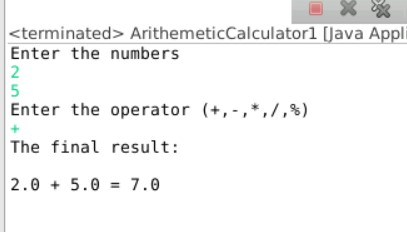 <terminated> ArithemeticCalculator1 [Java Appli
Enter the numbers
2
5
Enter the operator (+,-,*,/,%)
+
The final result:
2.0 + 5.0 = 7.0